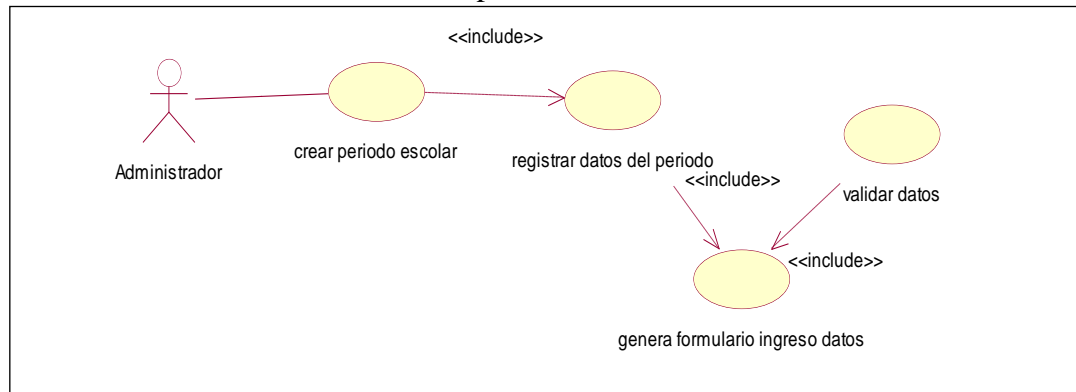 <<include>>
Administrador
crear periodo escolar
registrar datos del periodo
<<include>>
validar datos
<<include>>
genera formulario ingreso datos